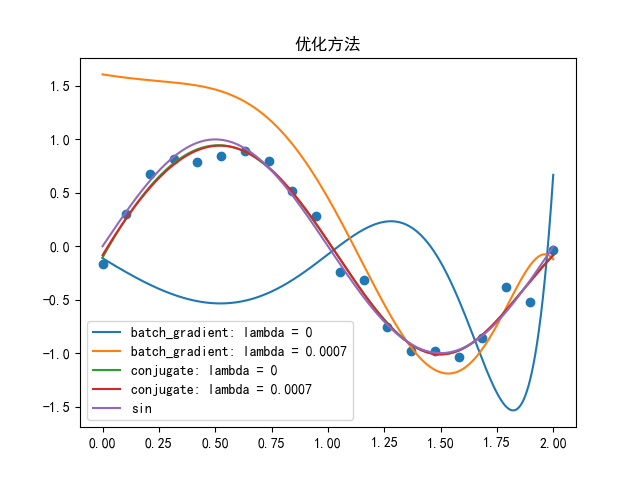 优化方法
1.5
1.0
0.5
0.0
-0.5
-1.0
-1.5
batch_gradient: lambda = 0
batch_gradient: lambda = 0.0007
conjugate: lambda = 0
conjugate: lambda = 0.0007
sin
0.00 0.25 0.50 0.75 1.00 1.25 1.50 1.75 2.00